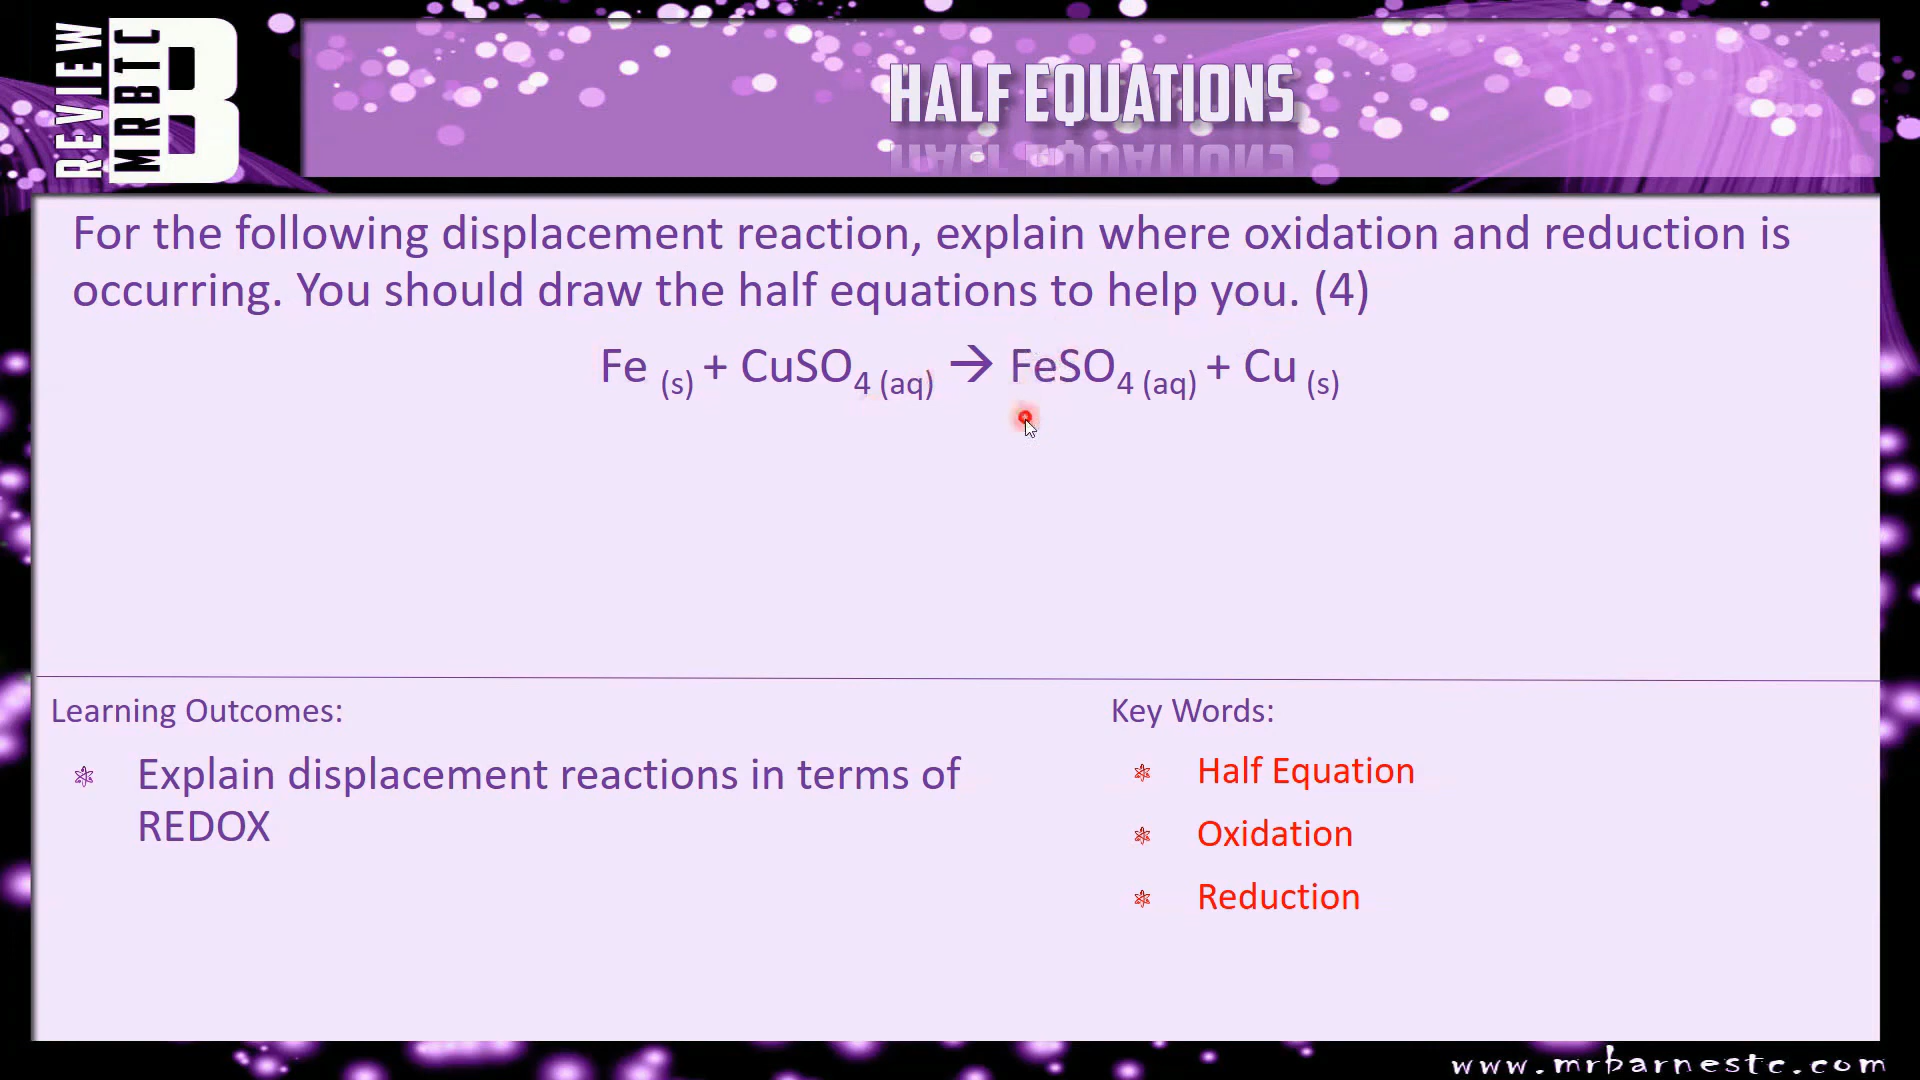 REVIEW
MRBTC
B
HALF EQUATIONS
For the following displacement reaction, explain where oxidation and reduction is
occurring. You should draw the half equations to help you. (4)
Fe (s) + CuSO4 (aq) → FeSO4 (aq) + Cu (s)
Learning Outcomes:
Explain displacement reactions in terms of
REDOX
Key Words:
Half Equation
Oxidation
Reduction
www.mrbarnestc.com